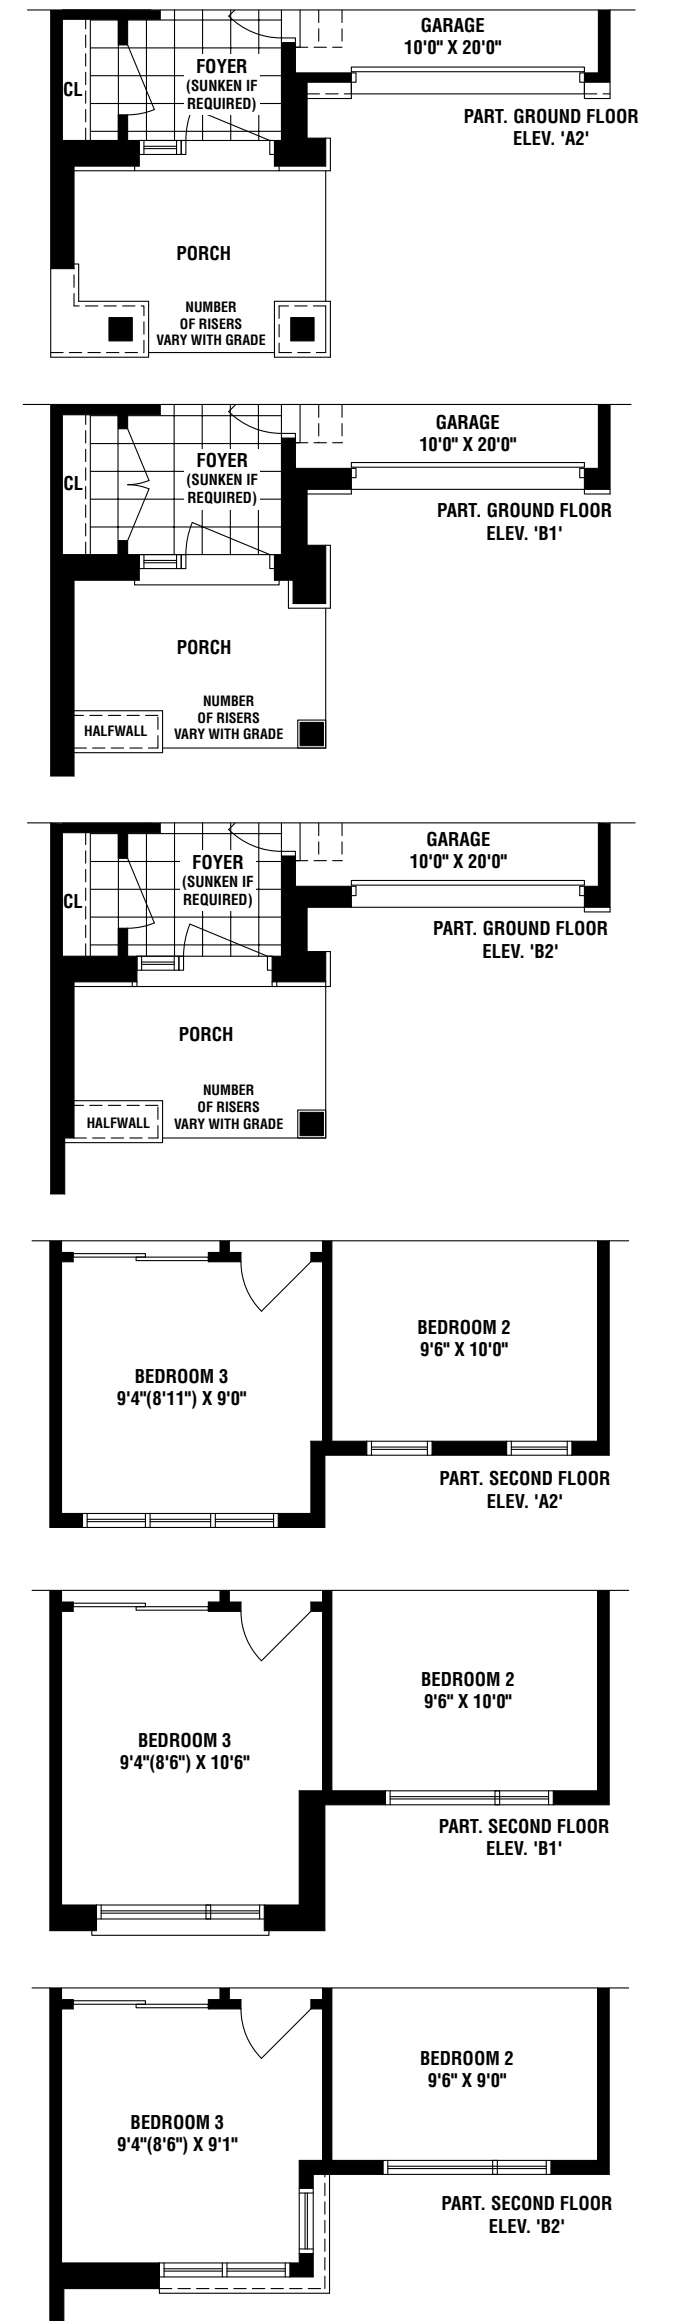 GARAGE
10'0" X 20'0"
FOYER
(SUNKEN IF
REQUIRED)
CL
PART. GROUND FLOOR
ELEV. 'A2'
PORCH
NUMBER
OF RISERS
VARY WITH GRADE
GARAGE
10'0" X 20'0"
FOYER
(SUNKEN IF
REQUIRED)
CL
PART. GROUND FLOOR
ELEV. 'B1'
PORCH
NUMBER
OF RISERS
VARY WITH GRADE
HALFWALL
GARAGE
10'0" X 20'0"
FOYER
(SUNKEN IF
REQUIRED)
CL
PART. GROUND FLOOR
ELEV. 'B2'
PORCH
NUMBER
OF RISERS
VARY WITH GRADE
HALFWALL
BEDROOM 2
9'6" X 10'0"
BEDROOM 3
9'4"(8'11") X 9'0"
PART. SECOND FLOOR
ELEV. 'A2'
BEDROOM 2
9'6" X 10'0"
BEDROOM 3
9'4"(8'6") X 10'6"
PART. SECOND FLOOR
ELEV. 'B1'
BEDROOM 2
9'6" X 9'0"
BEDROOM 3
9'4"(8'6") X 9'1"
PART. SECOND FLOOR
ELEV. 'B2'